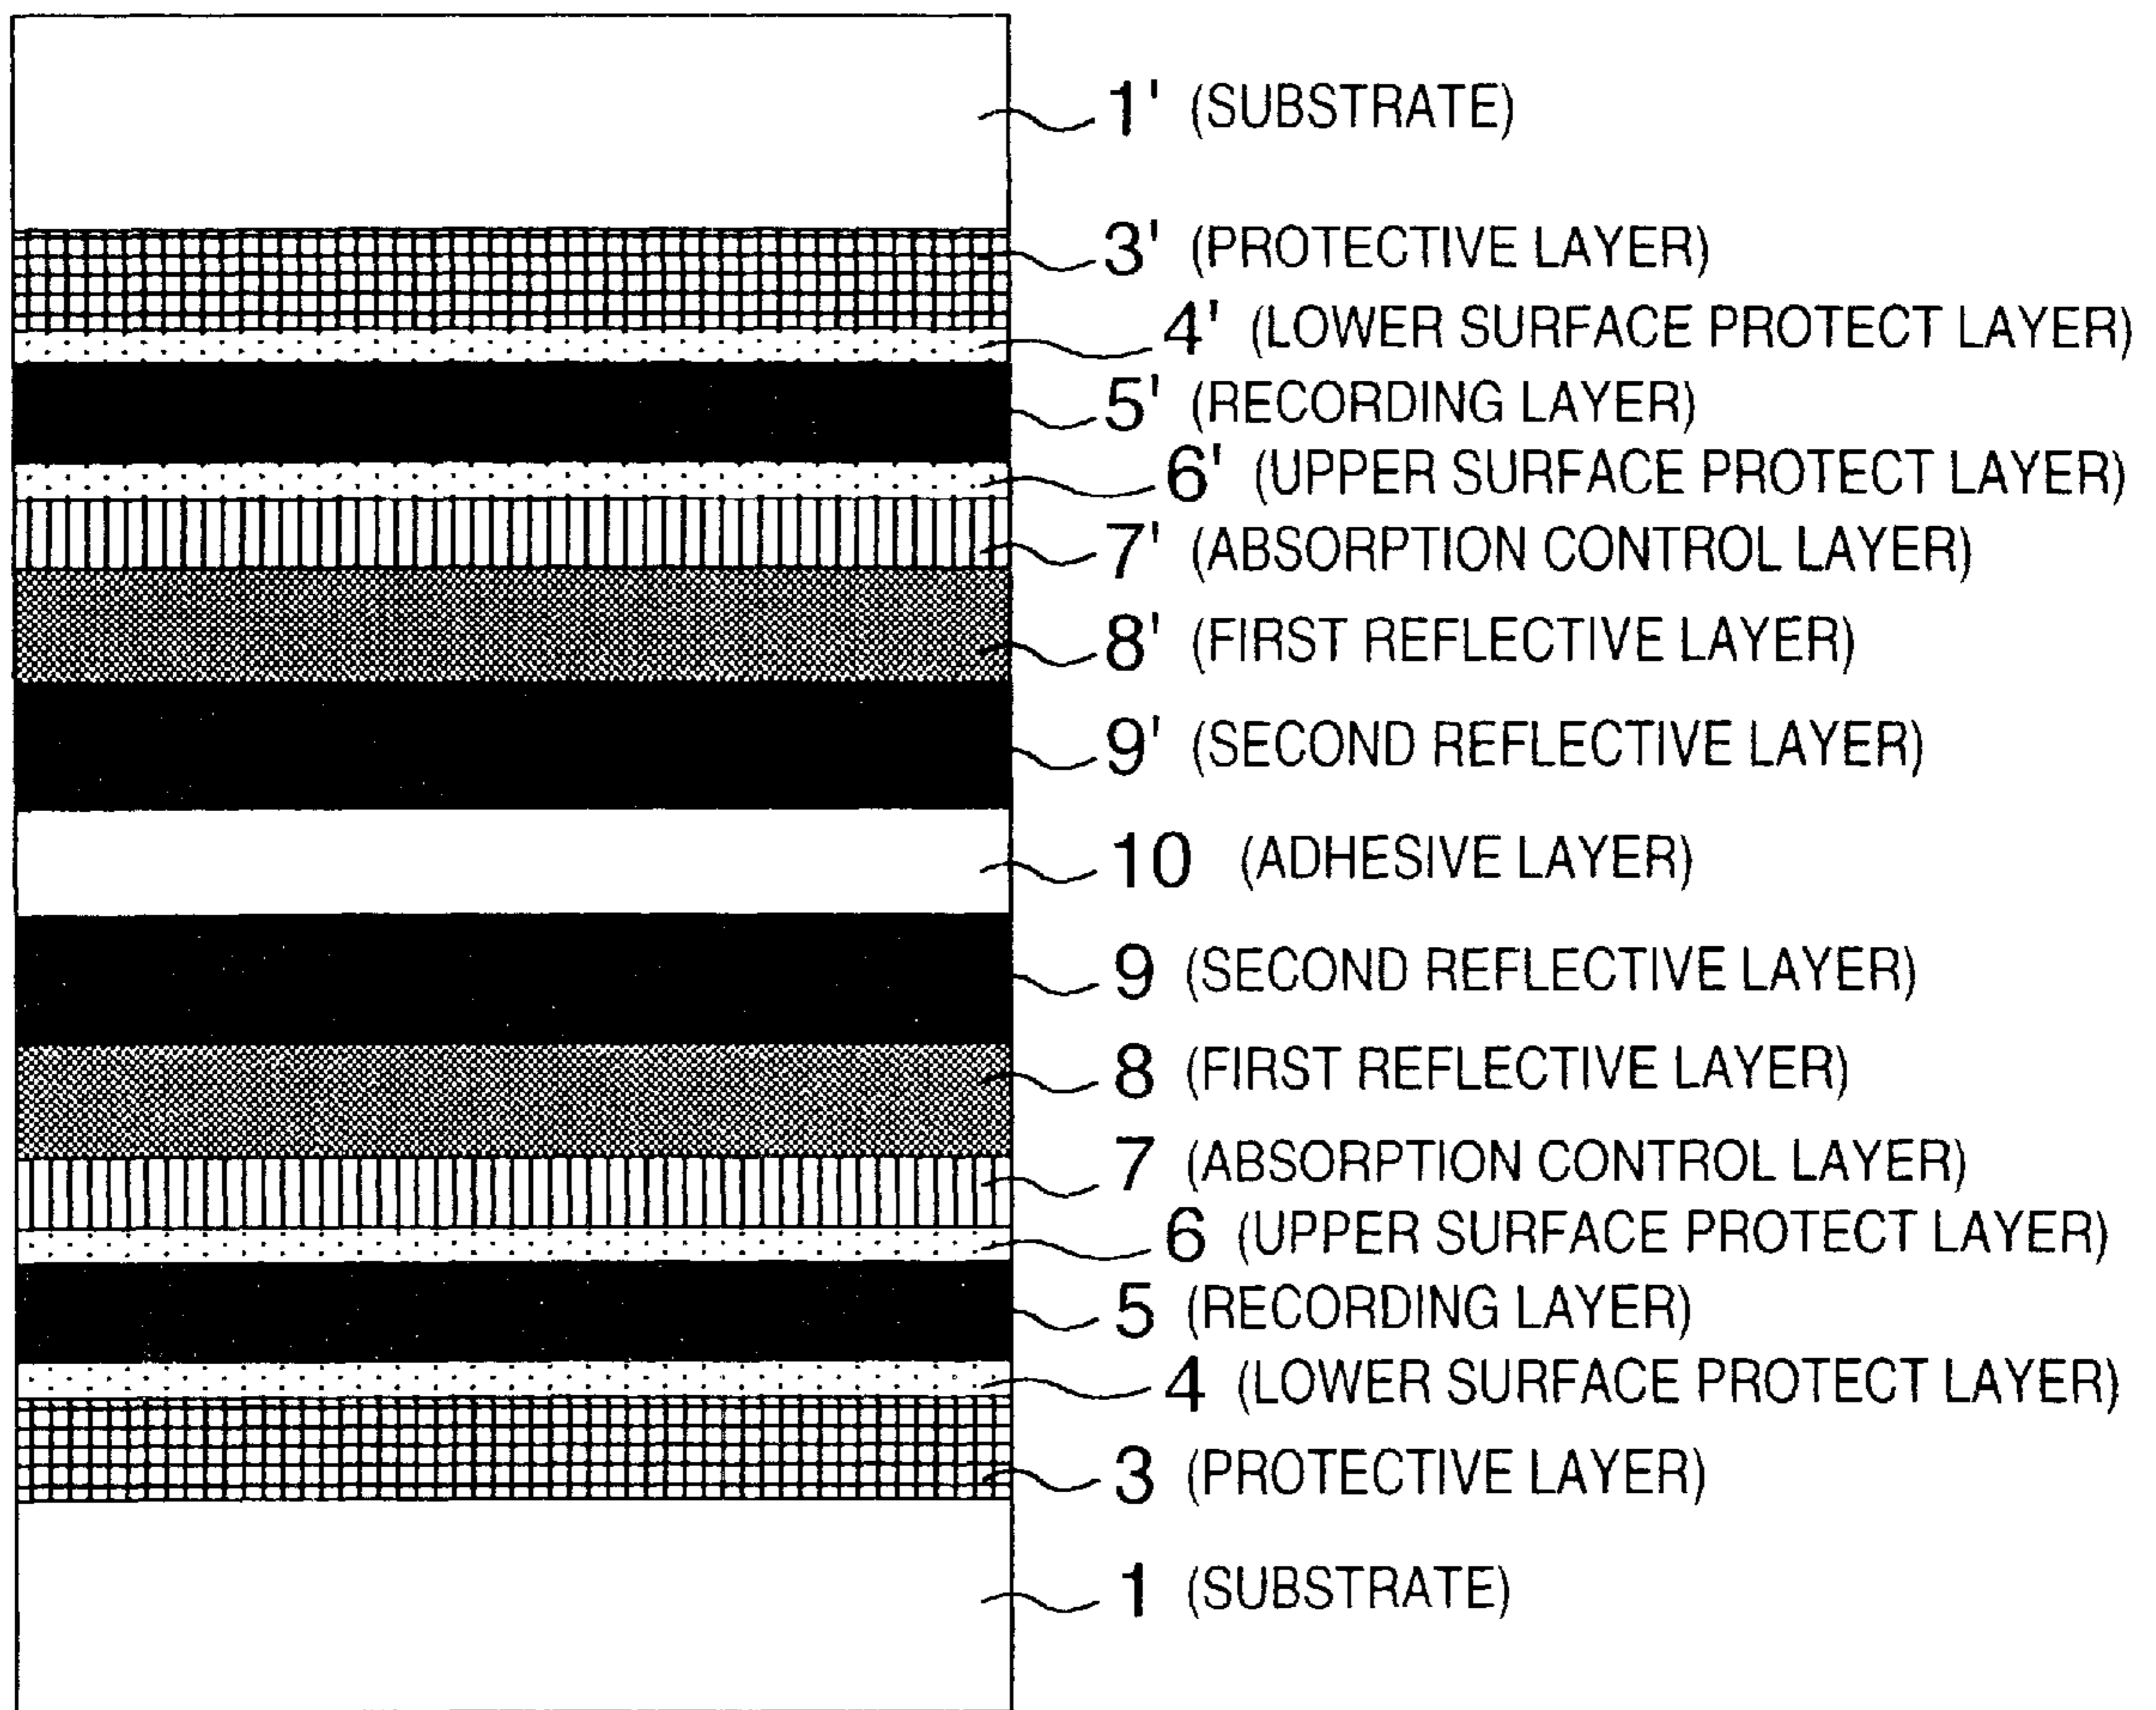 1' (SUBSTRATE)
3' (PROTECTIVE LAYER)
4' (LOWER SURFACE PROTECT LAYER)
5' (RECORDING LAYER)
6' (UPPER SURFACE PROTECT LAYER)
7' (ABSORPTION CONTROL LAYER)
8' (FIRST REFLECTIVE LAYER)
9' (SECOND REFLECTIVE LAYER)
10 (ADHESIVE LAYER)
9 (SECOND REFLECTIVE LAYER)
8 (FIRST REFLECTIVE LAYER)
7 (ABSORPTION CONTROL LAYER)
6 (UPPER SURFACE PROTECT LAYER)
5 (RECORDING LAYER)
4 (LOWER SURFACE PROTECT LAYER)
3 (PROTECTIVE LAYER)
1 (SUBSTRATE)